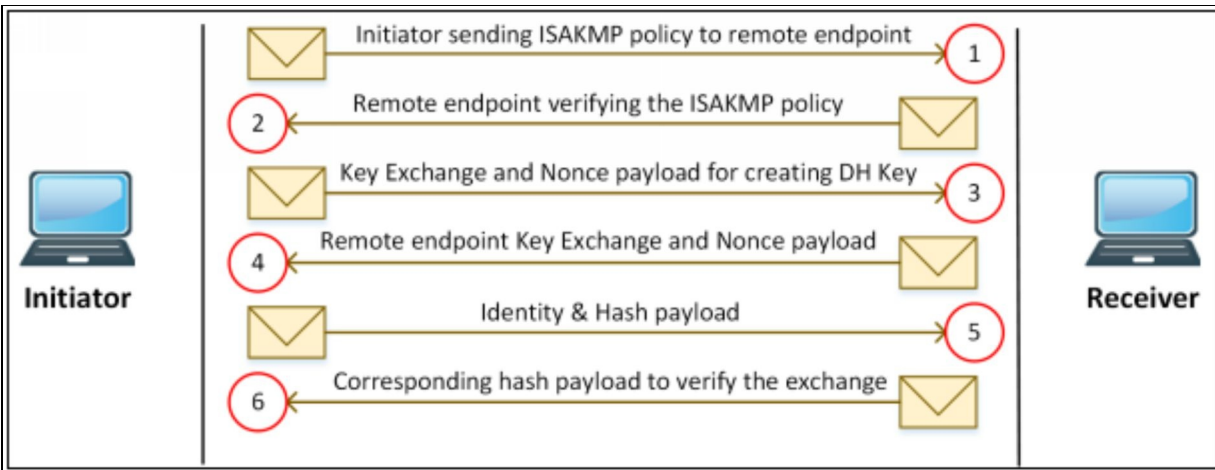 Initiator sending ISAKMP policy to remote endpoint
1
Remote endpoint verifying the ISAKMP policy
2
Key Exchange and Nonce payload for creating DH Key
3
Remote endpoint Key Exchange and Nonce payload
4
Initiator
Receiver
Identity & Hash payload
5
Corresponding hash payload to verify the exchange
6